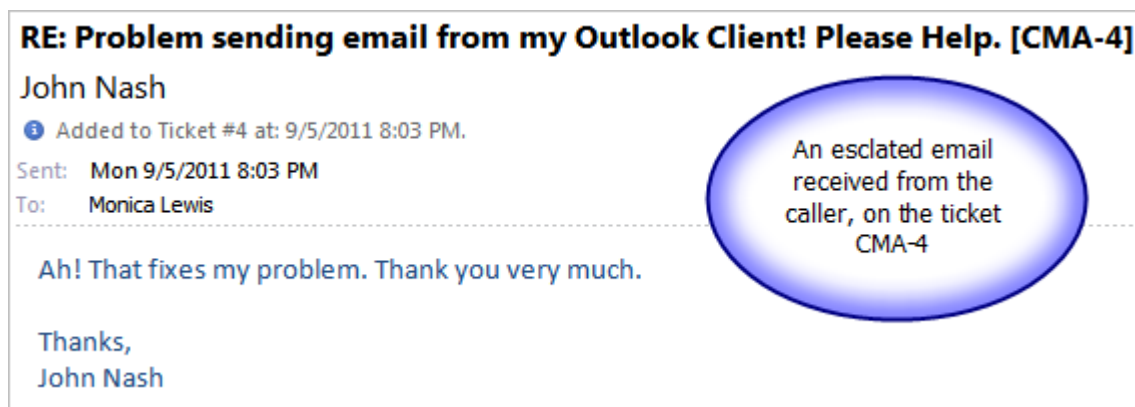 RE: Problem sending email from my Outlook Client! Please Help. [CMA-4]
John Nash
Added to Ticket #4 at: 9/5/2011 8:03 PM.
Sent: Mon 9/5/2011 8:03 PM
To: Monica Lewis
An esclated email
received from the
caller, on the ticket
CMA-4
Ah! That fixes my problem. Thank you very much.
Thanks,
John Nash